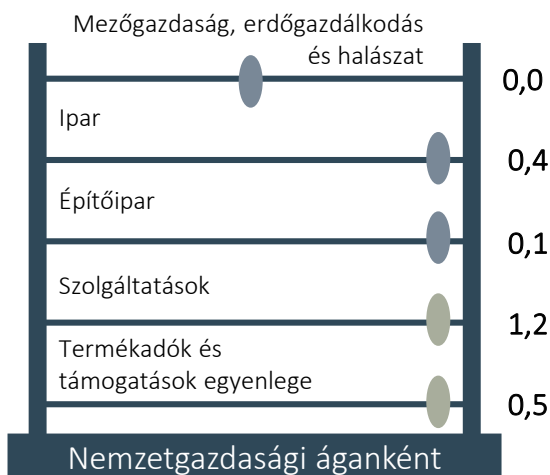 Mezőgazdaság, erdőgazdálkodás
és halászat
0,0
Ipar
0,4
Építőipar
0,1
Szolgáltatások
1,2
Termékadók és
támogatások egyenlege
0,5
Nemzetgazdasági áganként